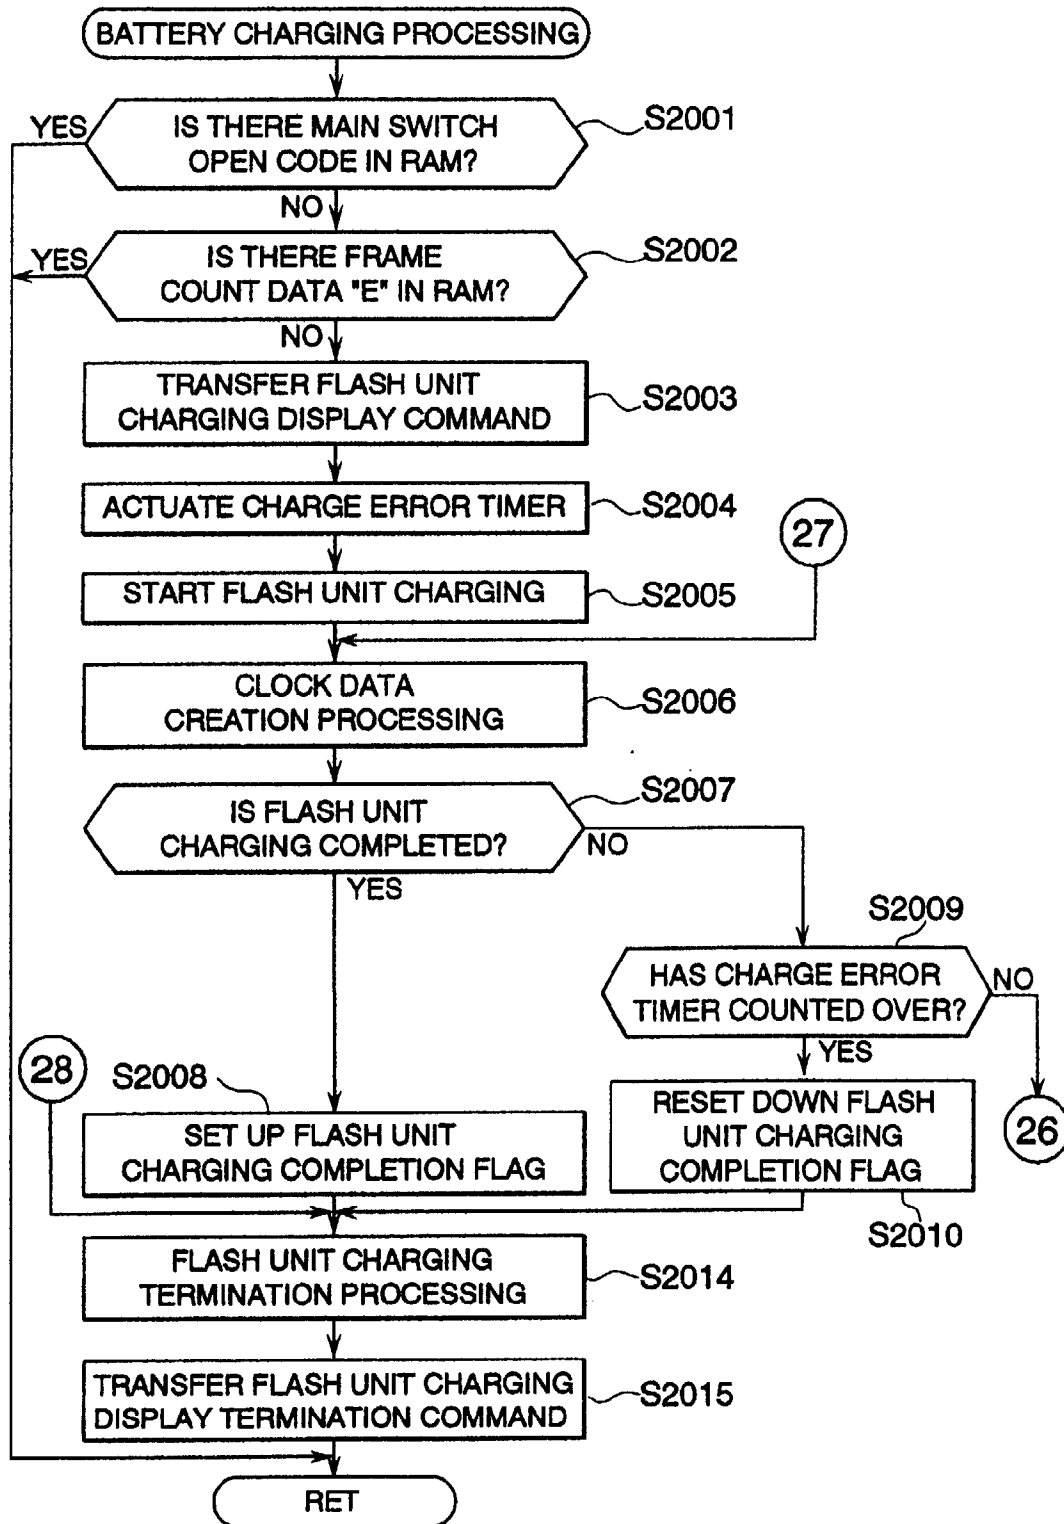 BATTERY CHARGING PROCESSING
YES
IS THERE MAIN SWITCH
OPEN CODE IN RAM?
S2001
NO
YES
IS THERE FRAME
COUNT DATA "E" IN RAM?
S2002
NO
TRANSFER FLASH UNIT
CHARGING DISPLAY COMMAND
S2003
ACTUATE CHARGE ERROR TIMER
S2004
27
START FLASH UNIT CHARGING
S2005
CLOCK DATA
CREATION PROCESSING
S2006
IS FLASH UNIT
CHARGING COMPLETED?
S2007
NO
YES
S2009
HAS CHARGE ERROR
TIMER COUNTED OVER?
NO
YES
28
S2008
SET UP FLASH UNIT
CHARGING COMPLETION FLAG
RESET DOWN FLASH
UNIT CHARGING
COMPLETION FLAG
26
S2010
FLASH UNIT CHARGING
TERMINATION PROCESSING
S2014
TRANSFER FLASH UNIT CHARGING
DISPLAY TERMINATION COMMAND
S2015
RET